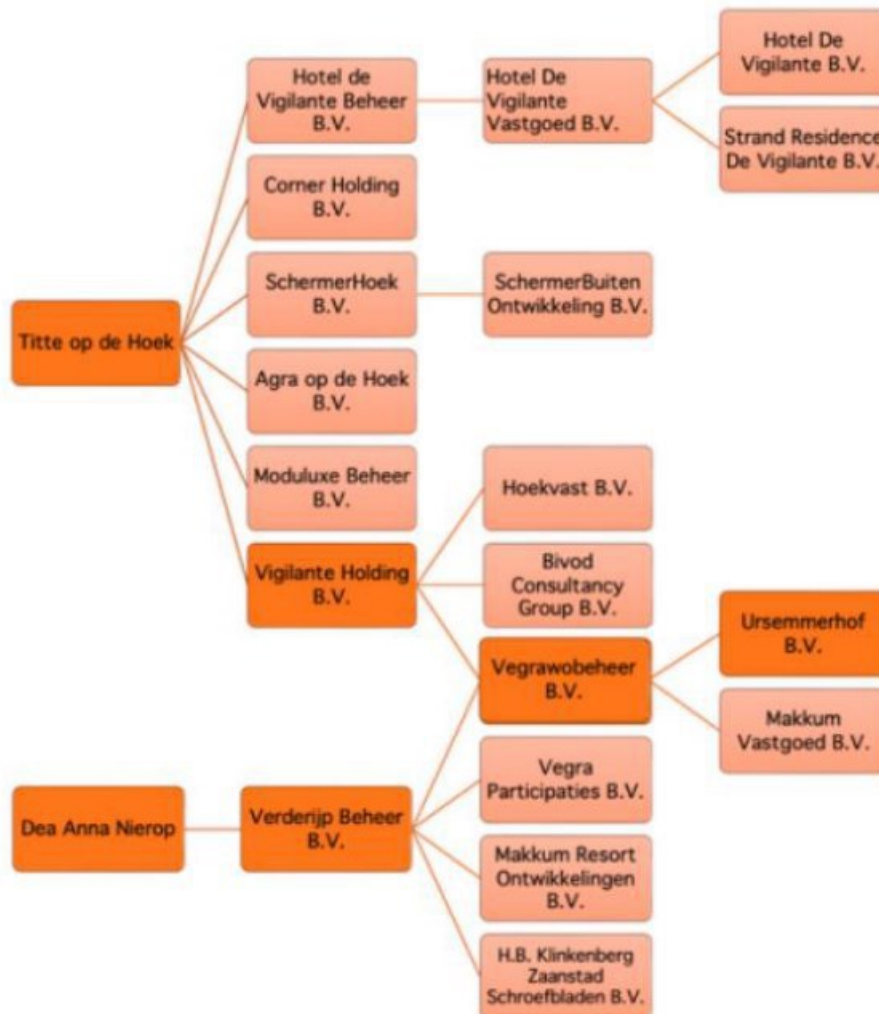 Hotel De
Vigilante B.V.
Hotel de
Vigilante Beheer
B.V.
Hotel De
Vigilante
Vastgoed B.V.
Strand Residence
De Vigilante B.V.
Corner Holding
B.V.
SchermerHoek
B.V.
SchermerBuiten
Ontwikkeling B.V.
Titte op de Hoek
Agra op de Hoek
B.V.
Moduluxe Beheer
B.V.
Hoekvast B.V.
Vigilante Holding
B.V.
Bivod
Consultancy
Group B.V.
Ursemmerhof
B.V.
Vegrawobeheer
B.V.
Makkum
Vastgoed B.V.
Vegra
Participaties B.V.
Dea Anna Nierop
Verderijp Beheer
B.V.
Makkum Resort
Ontwikkelingen
B.V.
H.B. Klinkenberg
Zaanstad
Schroefbladen B.V.